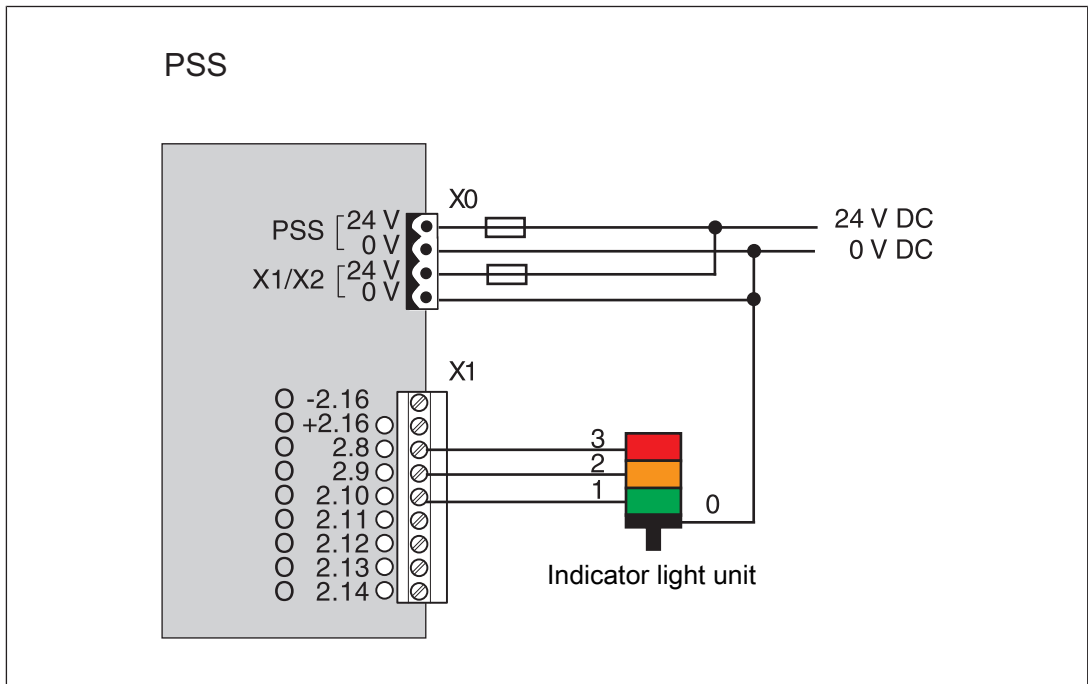 PSS
X0
PSS 24 V
0 V
24 V DC
0 V DC
X1/X2 24 V
0 V
X1
O -2.16
O +2.16
O 2.8
O 2.9
O 2.10
O 2.11
O 2.12
O 2.13
O 2.14
3
2
1
0
Indicator light unit